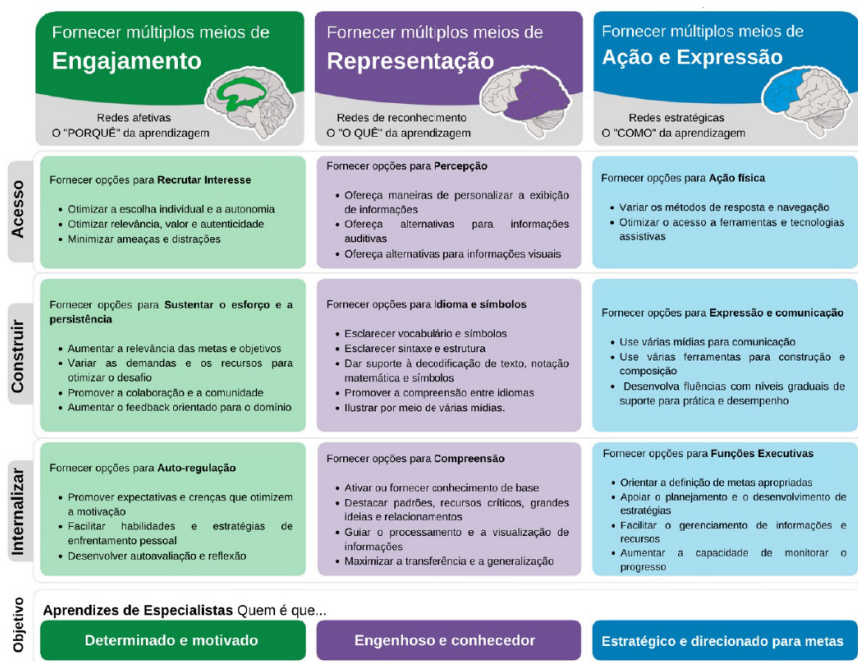 Fornecer múltiplos meios de
Engajamento
Redes afetivas
O "PORQUÊ" da aprendizagem
Fornecer múltiplos meios de
Representação
Redes de reconhecimento
O "O QUÊ" da aprendizagem
Fornecer múltiplos meios de
Ação e Expressão
Redes estratégicas
O "COMO" da aprendizagem
Acesso
Fornecer opções para Recrutar Interesse
• Otimizar a escolha individual e a autonomia
• Otimizar relevância, valor e autenticidade
• Minimizar ameaças e distrações
Fornecer opções para Percepção
• Ofereça maneiras de personalizar a exibição
de informações
• Ofereça alternativas para informações
auditivas
• Ofereça alternativas para informações visuais
Fornecer opções para Ação física
• Variar os métodos de resposta e navegação
• Otimizar o acesso a ferramentas e tecnologias
assistivas
Construir
Fornecer opções para Sustentar o esforço e a
persistência
• Aumentar a relevância das metas e objetivos
• Variar as demandas e os recursos para
otimizar o desafio
• Promover a colaboração e a comunidade
• Aumentar o feedback orientado para o domínio
Fornecer opções para Idioma e símbolos
• Esclarecer vocabulário e símbolos
• Esclarecer sintaxe e estrutura
• Dar suporte à decodificação de texto, notação
matemática e símbolos
• Promover a compreensão entre idiomas
• Ilustrar por meio de várias mídias.
Fornecer opções para Expressão e comunicação
• Use várias mídias para comunicação
• Use várias ferramentas para construção e
composição
• Desenvolva fluências com níveis graduais de
suporte para prática e desempenho
Internalizar
Fornecer opções para Auto-regulação
• Promover expectativas e crenças que otimizem
a motivação
• Facilitar habilidades e estratégias de
enfrentamento pessoal
• Desenvolver autoavaliação e reflexão
Fornecer opções para Compreensão
• Ativar ou fornecer conhecimento de base
• Destacar padrões, recursos críticos, grandes
ideias e relacionamentos
• Guiar o processamento e a visualização de
informações
• Maximizar a transferência e a generalização
Fornecer opções para Funções Executivas
• Orientar a definição de metas apropriadas
• Apoiar o planejamento e o desenvolvimento de
estratégias
• Facilitar o gerenciamento de informações e
recursos
• Aumentar a capacidade de monitorar o
progresso
Objetivo
Aprendizes de Especialistas Quem é que...
Determinado e motivado
Engenhoso e conhecedor
Estratégico e direcionado para metas